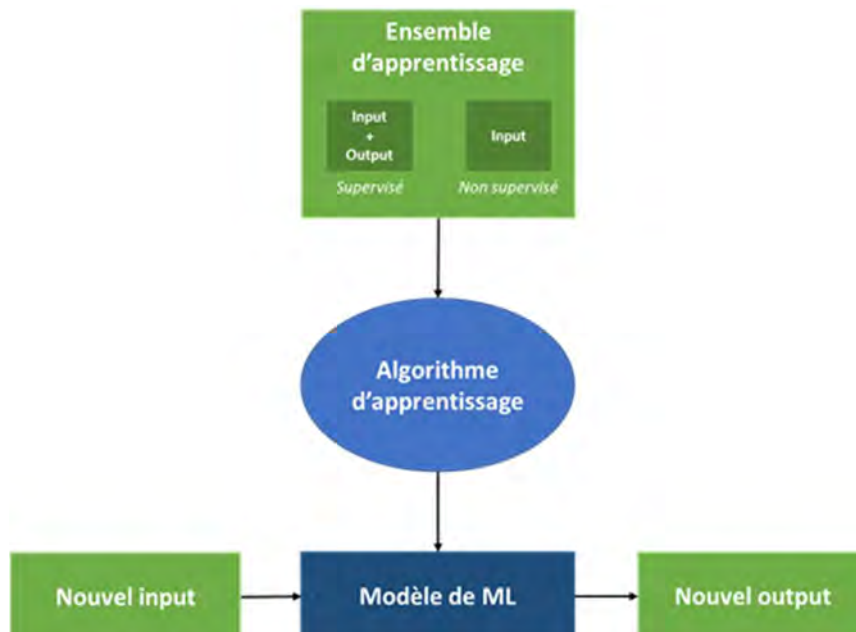 Ensemble
d'apprentissage
Input
+
Output
Supervisé
Input
Non supervisé
Algorithme
d'apprentissage
Nouvel input
Modèle de ML
Nouvel output